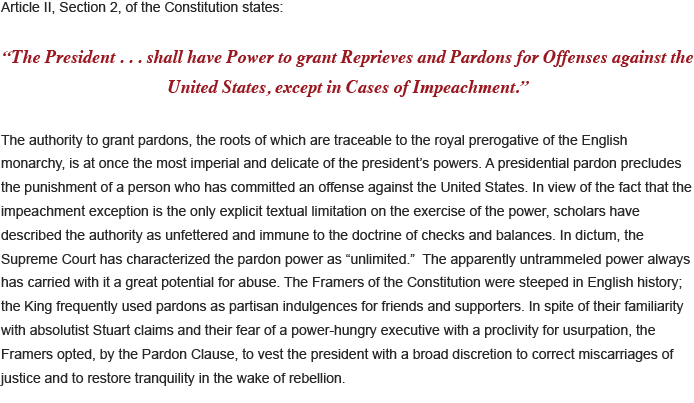 Article II, Section 2, of the Constitution states:
“The President . . . shall have Power to grant Reprieves and Pardons for Offenses against the
United States, except in Cases of Impeachment.”
The authority to grant pardons, the roots of which are traceable to the royal prerogative of the English
monarchy, is at once the most imperial and delicate of the president’s powers. A presidential pardon precludes
the punishment of a person who has committed an offense against the United States. In view of the fact that the
impeachment exception is the only explicit textual limitation on the exercise of the power, scholars have
described the authority as unfettered and immune to the doctrine of checks and balances. In dictum, the
Supreme Court has characterized the pardon power as “unlimited.”  The apparently untrammeled power always
has carried with it a great potential for abuse. The Framers of the Constitution were steeped in English history;
the King frequently used pardons as partisan indulgences for friends and supporters. In spite of their familiarity
with absolutist Stuart claims and their fear of a power-hungry executive with a proclivity for usurpation, the
Framers opted, by the Pardon Clause, to vest the president with a broad discretion to correct miscarriages of
justice and to restore tranquility in the wake of rebellion.